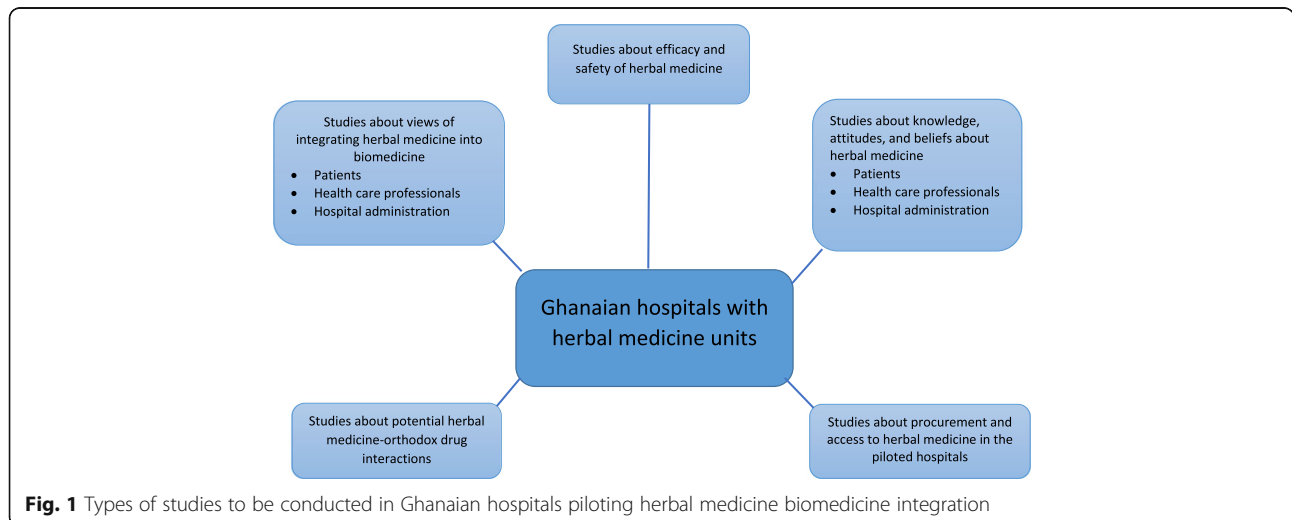 Studies about efficacy and
safety of herbal medicine
Studies about views of
integrating herbal medicine into
biomedicine
• Patients
• Health care professionals
• Hospital administration
Studies about knowledge,
attitudes, and beliefs about
herbal medicine
• Patients
• Health care professionals
• Hospital administration
Ghanaian hospitals with
herbal medicine units
Studies about potential herbal
medicine-orthodox drug
interactions
Studies about procurement and
access to herbal medicine in the
piloted hospitals
Fig. 1 Types of studies to be conducted in Ghanaian hospitals piloting herbal medicine biomedicine integration